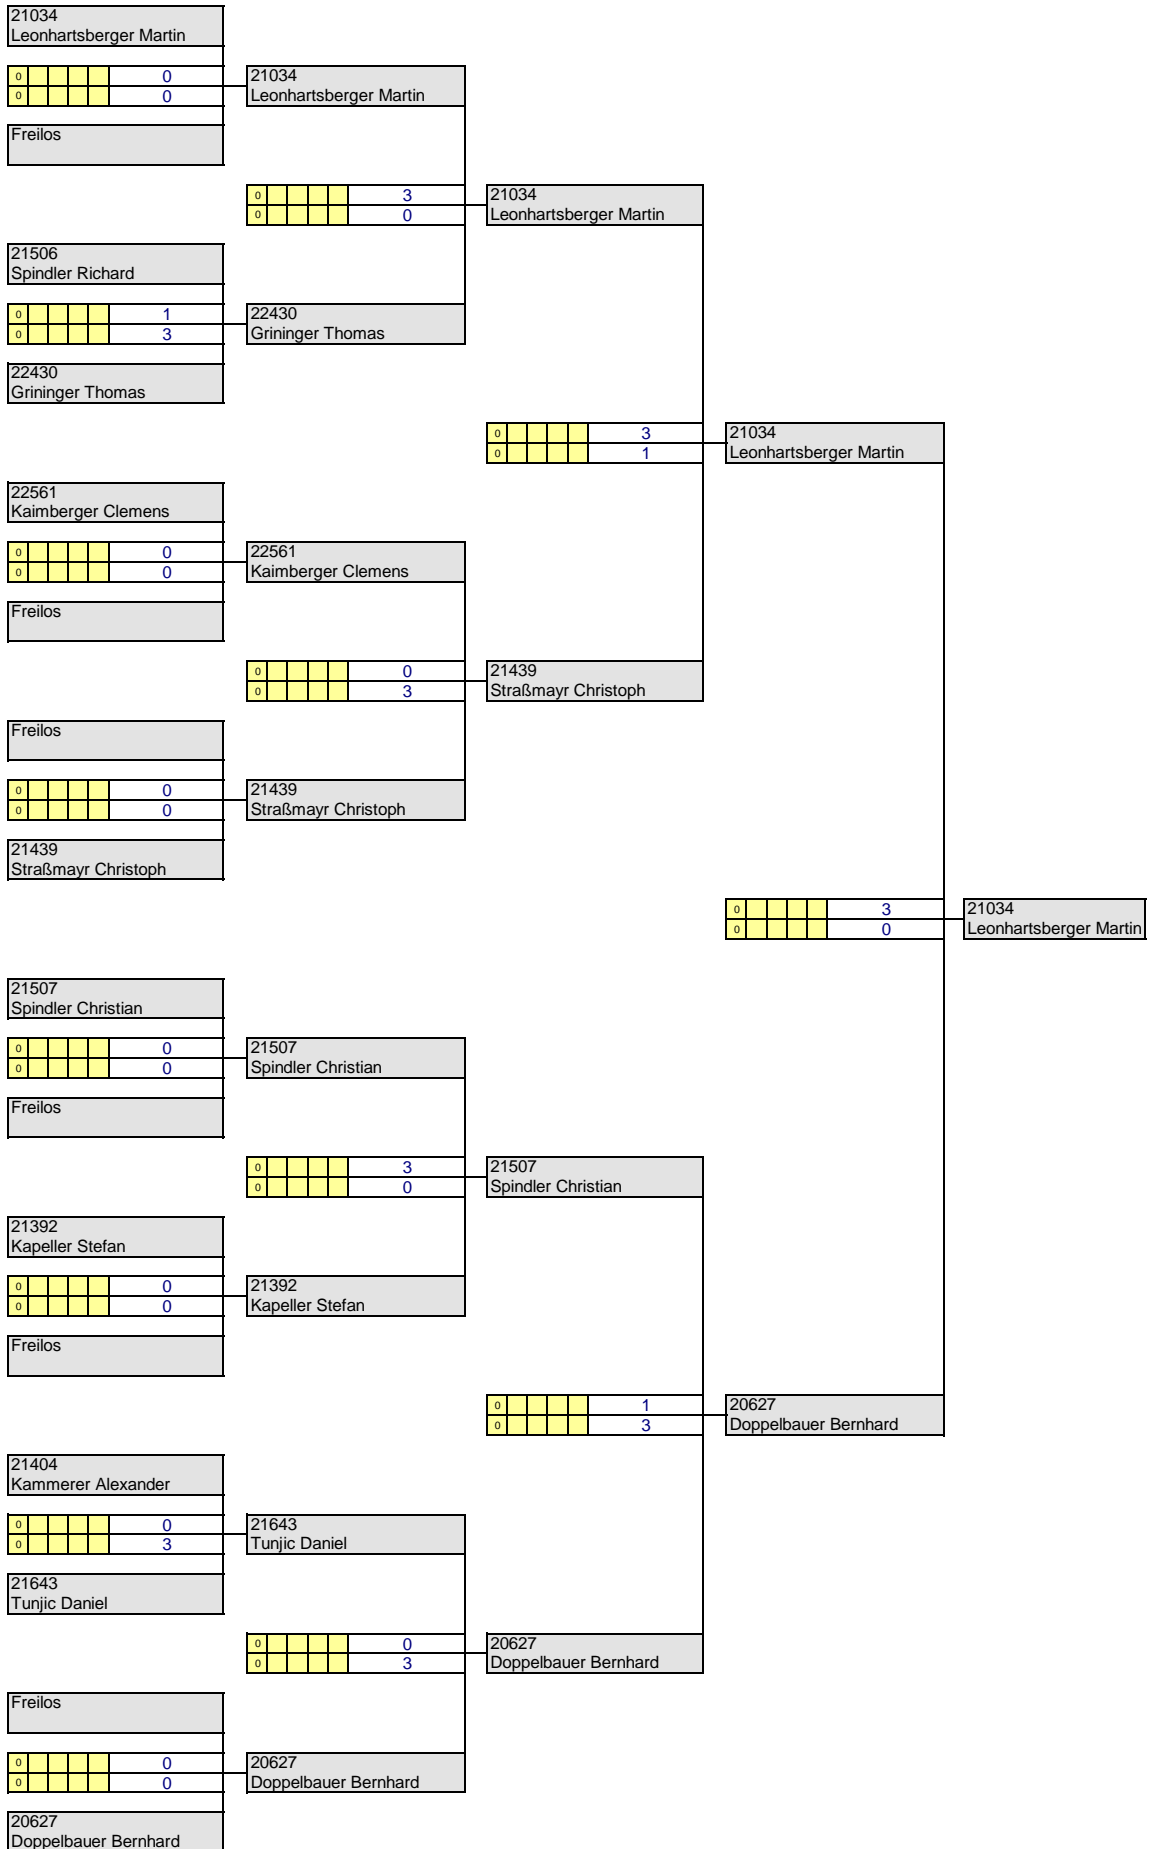 21034
Leonhartsberger Martin
0 0
0 0
21034
Leonhartsberger Martin
Freilos
0 3
0 0
21034
Leonhartsberger Martin
21506
Spindler Richard
0 1
0 3
22430
Grininger Thomas
22430
Grininger Thomas
0 3
0 1
21034
Leonhartsberger Martin
22561
Kaimberger Clemens
0 0
0 0
22561
Kaimberger Clemens
Freilos
0 0
0 3
21439
Straßmayr Christoph
Freilos
0 0
0 0
21439
Straßmayr Christoph
21439
Straßmayr Christoph
0 3
0 0
21034
Leonhartsberger Martin
21507
Spindler Christian
0 0
0 0
21507
Spindler Christian
Freilos
0 3
0 0
21507
Spindler Christian
21392
Kapeller Stefan
0 0
0 0
21392
Kapeller Stefan
Freilos
0 1
0 3
20627
Doppelbauer Bernhard
21404
Kammerer Alexander
0 0
0 3
21643
Tunjic Daniel
21643
Tunjic Daniel
0 0
0 3
20627
Doppelbauer Bernhard
Freilos
0 0
0 0
20627
Doppelbauer Bernhard
20627
Doppelbauer Bernhard